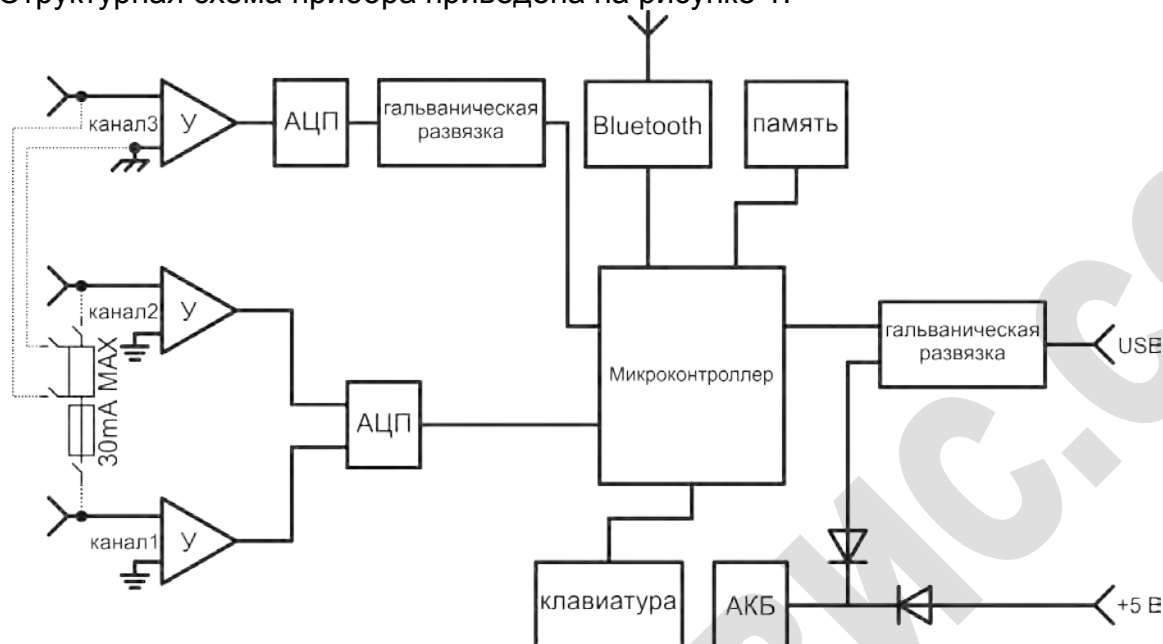 Структурная схема прибора приведена на рисунке 1.
канал3
У
АЦП
гальваническая
развязка
Bluetooth
память
канал2
У
30mA MAX
АЦП
Микроконтроллер
гальваническая
развязка
USB
канал1
У
клавиатура
АКБ
+5 В